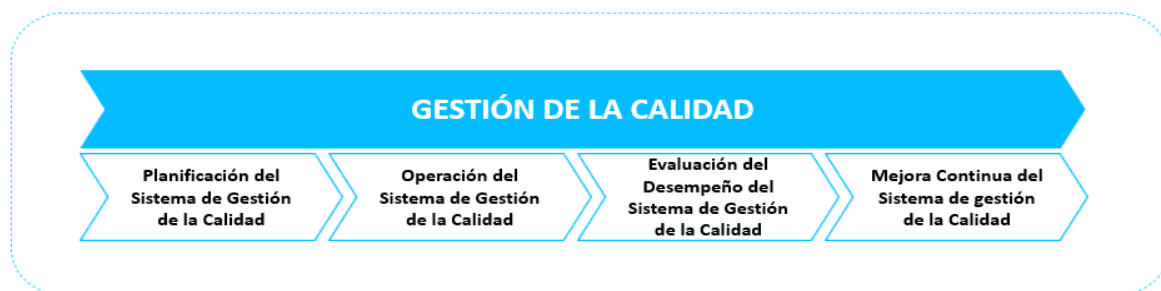 GESTIÓN DE LA CALIDAD
Planificación del
Sistema de Gestión
de la Calidad
Operación del
Sistema de Gestión
de la Calidad
Evaluación del
Desempeño del
Sistema de Gestión
de la Calidad
Mejora Continua del
Sistema de gestión
de la Calidad